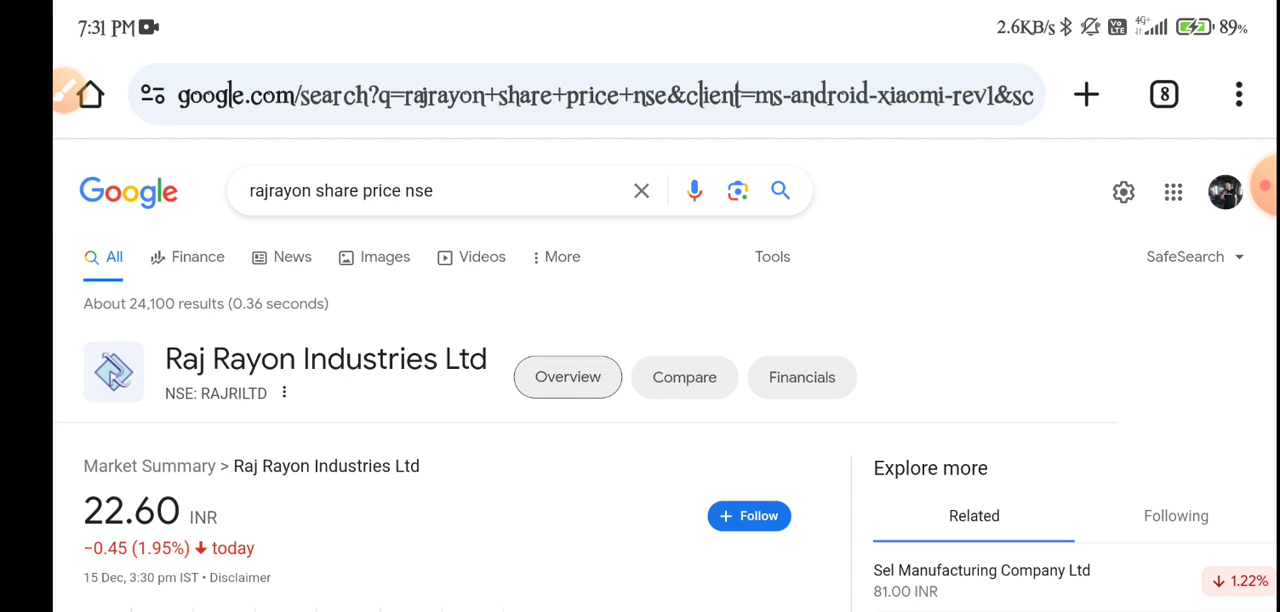 7:31 PM
2.6KB/s Vo LTE 4G+ 89%
google.com/search?q=rajrayon+share+price+nse&client=ms-android-xiaomi-rev1&sc
8
Google
rajrayon share price nse
All Finance News Images Videos More Tools SafeSearch
About 24,100 results (0.36 seconds)
Raj Rayon Industries Ltd
NSE: RAJRILTD
Overview Compare Financials
Market Summary > Raj Rayon Industries Ltd
22.60 INR
+ Follow
−0.45 (1.95%) today
15 Dec, 3:30 pm IST • Disclaimer
Explore more
Related Following
Sel Manufacturing Company Ltd
81.00 INR
1.22%